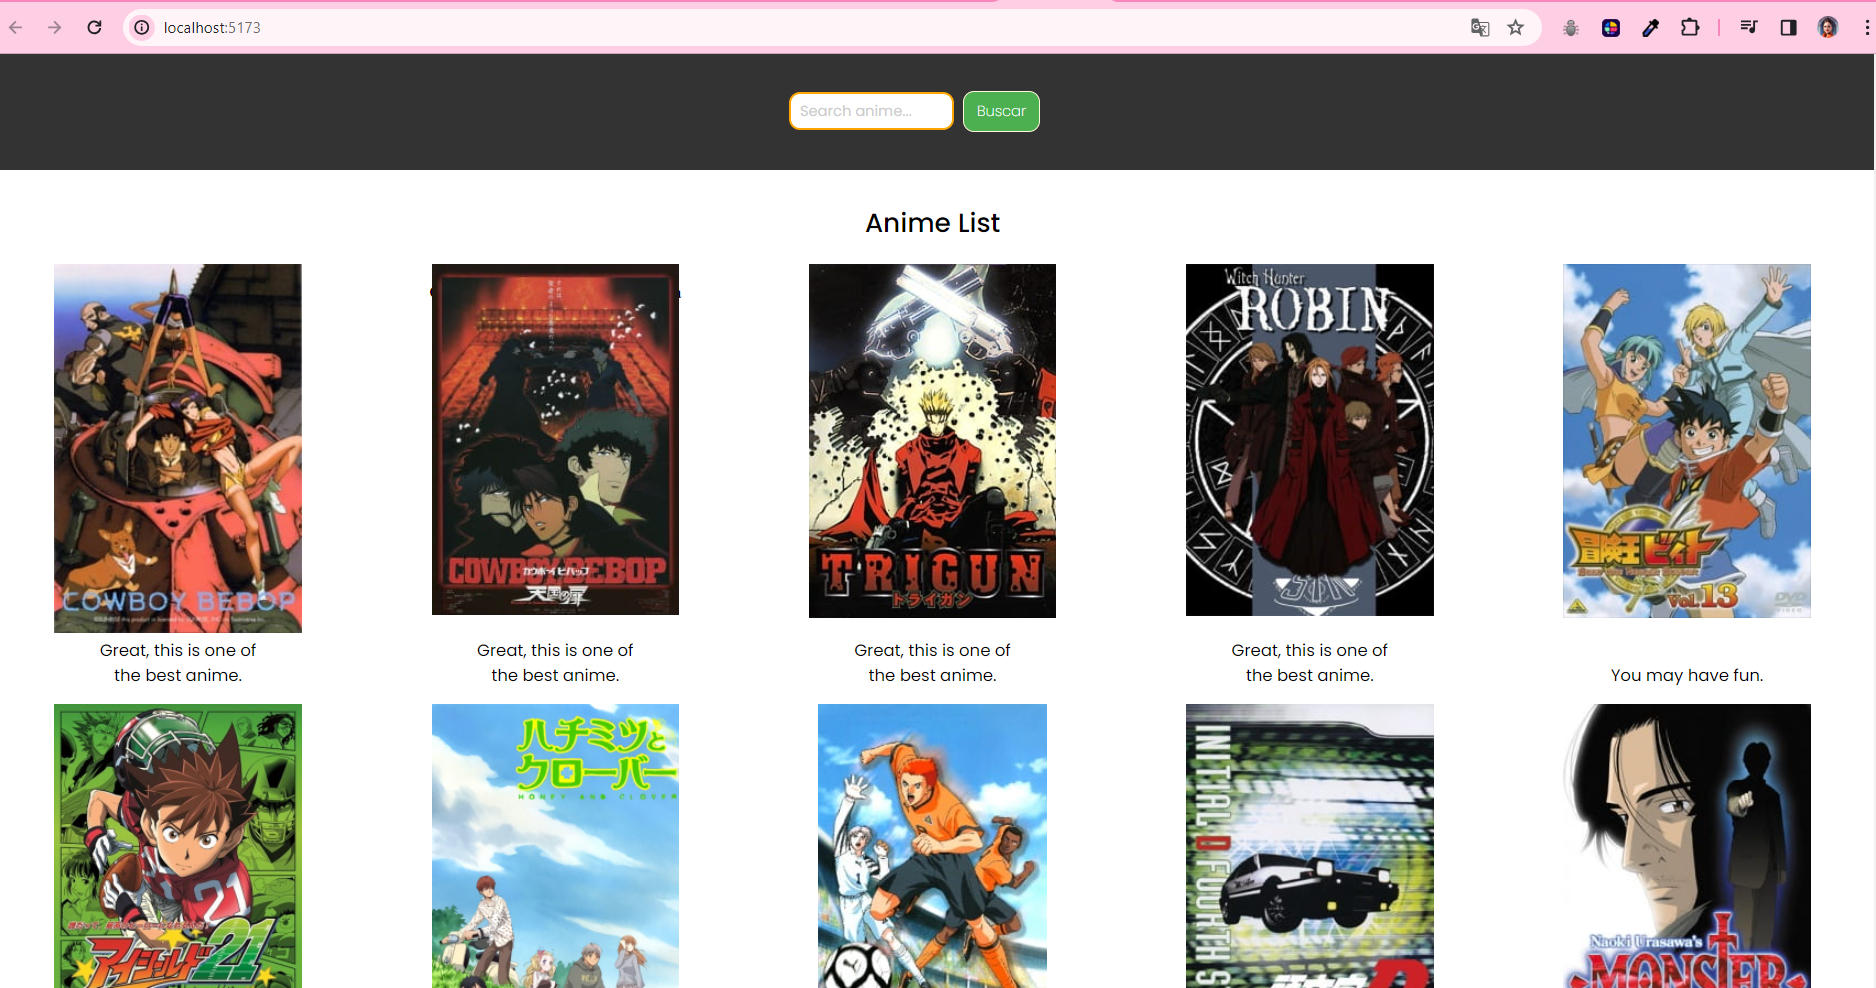 localhost:5173
Search anime...
Buscar
Anime List
COWBOY BEBOP
COWBOY BEBOP
カウボーイビバップ
天国の扉
TRIGUN
トライガン
Witch Hunter
ROBIN
冒険王ビィト
Vol.13
DVD
VIDEO
Great, this is one of
the best anime.
Great, this is one of
the best anime.
Great, this is one of
the best anime.
Great, this is one of
the best anime.
You may have fun.
21
アイシールド21
ハチミツと
クローバー
HONEY AND CLOVER
INITIAL D FOURTH S
Naoki Urasawa's
MONSTER